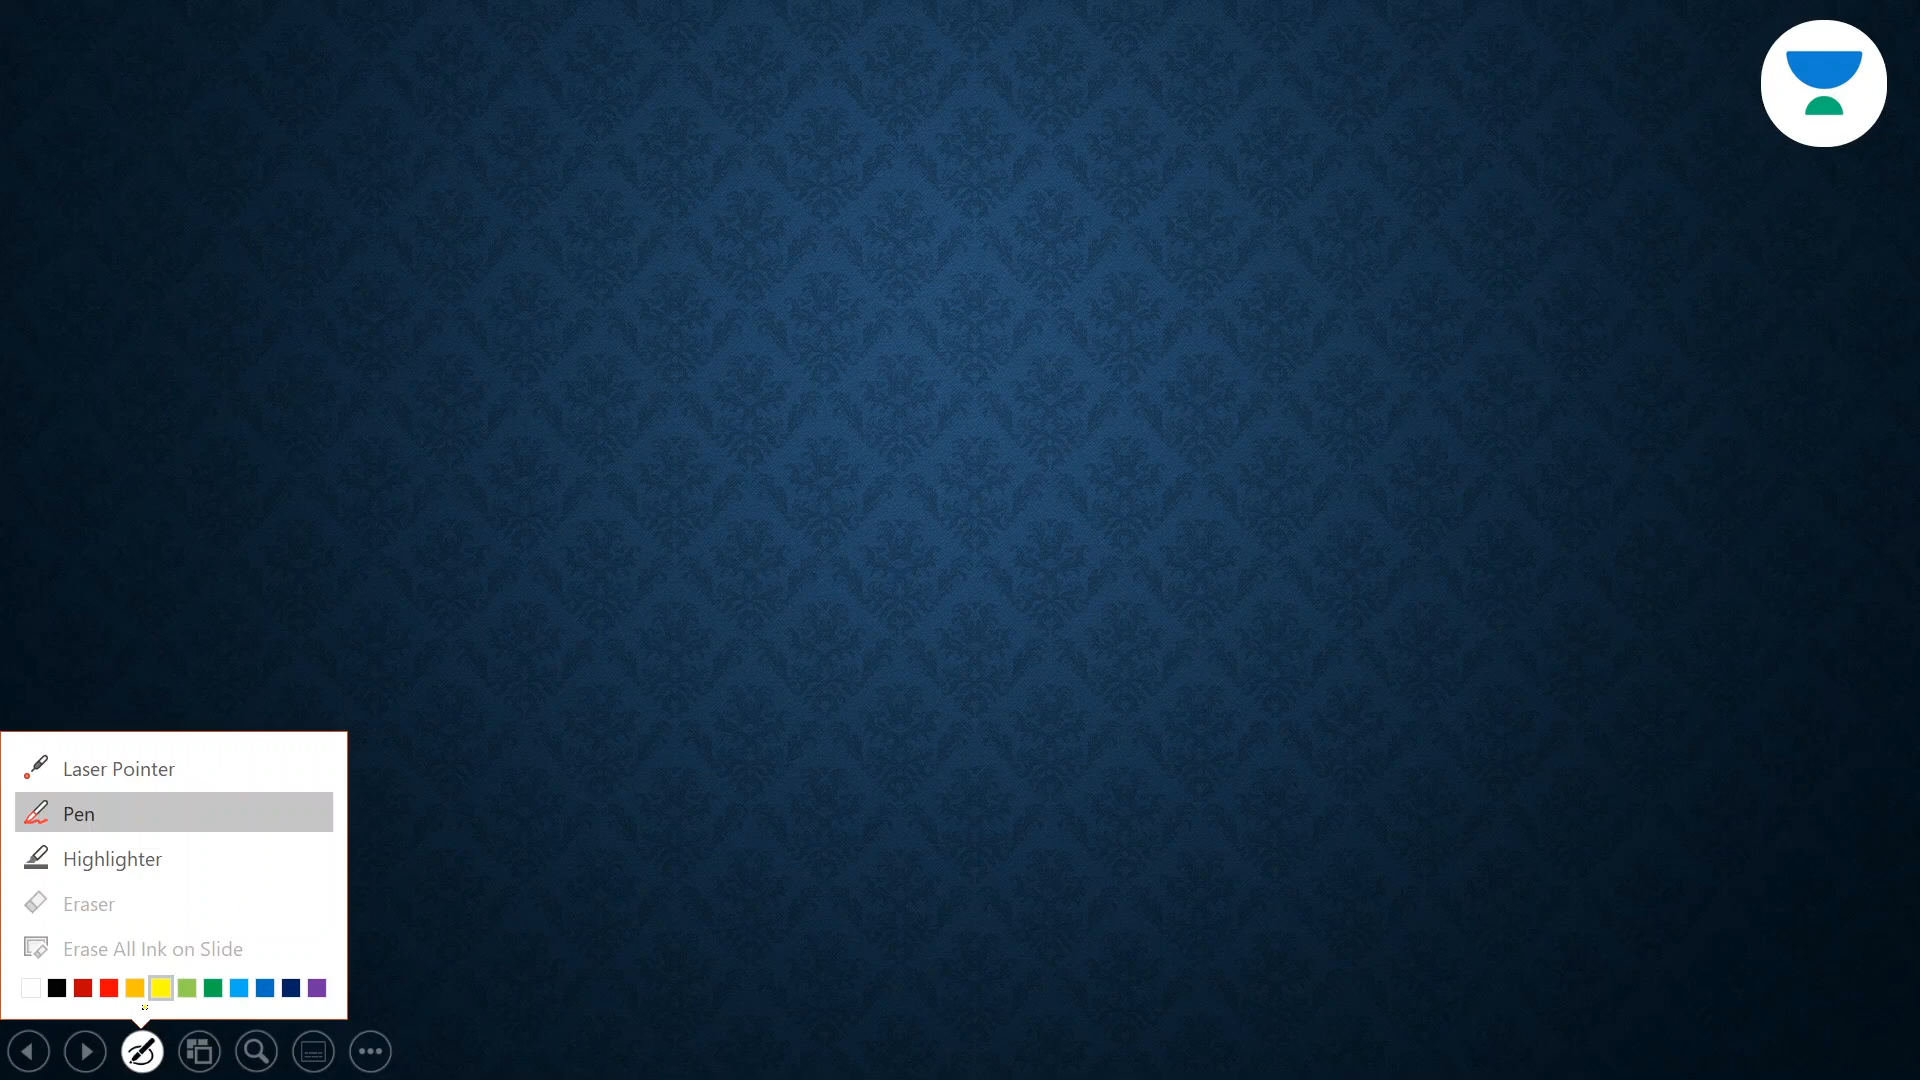 Laser Pointer
Pen
Highlighter
Eraser
Erase All Ink on Slide